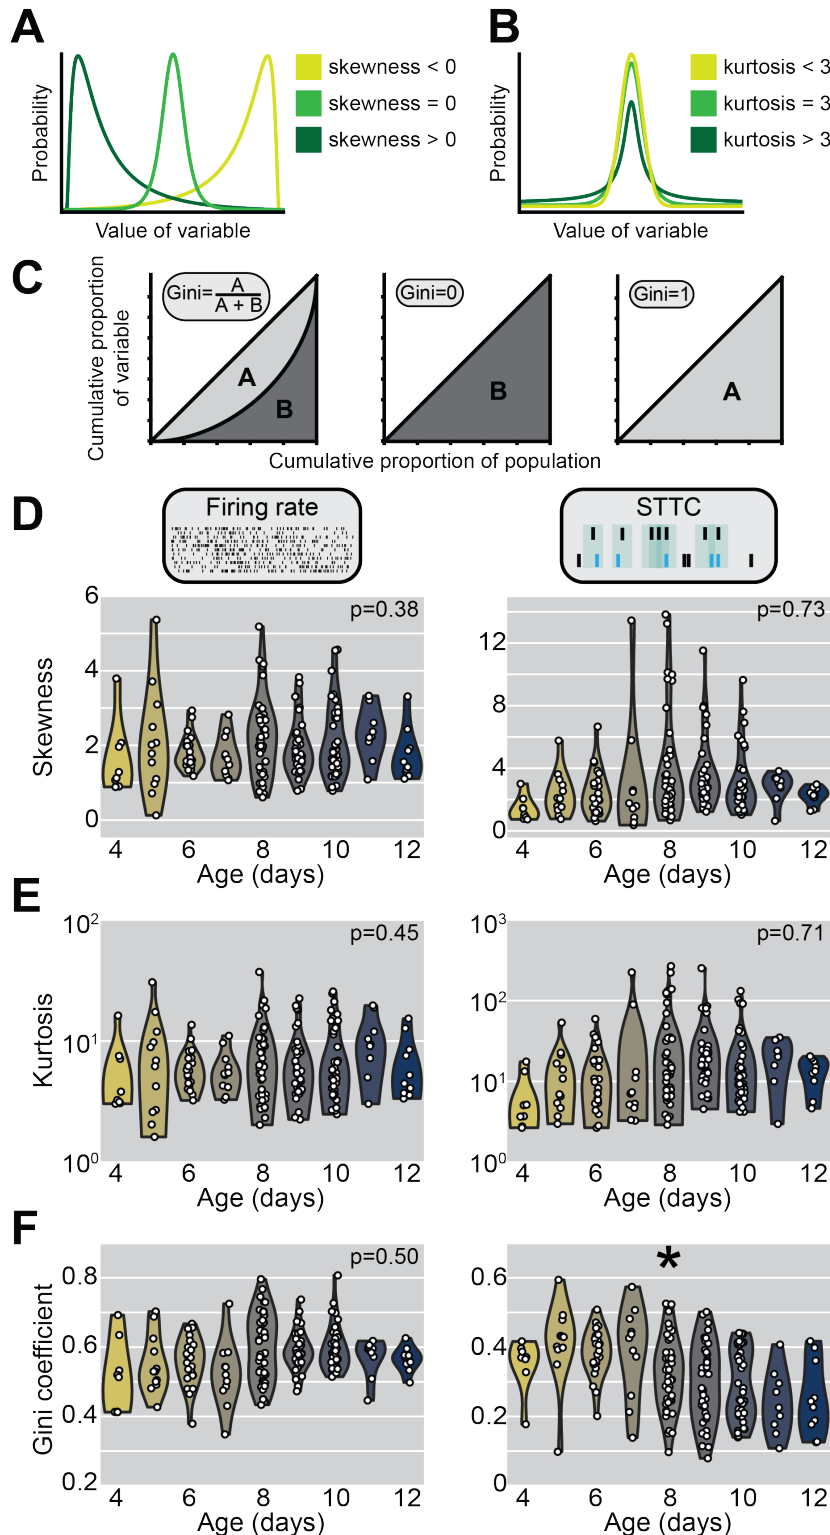 A
Probability
Value of variable
skewness < 0
skewness = 0
skewness > 0
B
Probability
Value of variable
kurtosis < 3
kurtosis = 3
kurtosis > 3
C
Cumulative proportion
of variable
Gini=
A
A + B
A
B
Gini=0
B
Gini=1
A
Cumulative proportion of population
D
Firing rate
STTC
Skewness
6
4
2
0
p=0.38
4 6 8 10 12
Age (days)
12
8
4
0
p=0.73
4 6 8 10 12
Age (days)
E
Kurtosis
10²
10¹
10⁰
p=0.45
4 6 8 10 12
Age (days)
10³
10²
10¹
10⁰
p=0.71
4 6 8 10 12
Age (days)
F
Gini coefficient
0.8
0.6
0.4
0.2
p=0.50
4 6 8 10 12
Age (days)
0.6
0.4
0.2
0
*
4 6 8 10 12
Age (days)